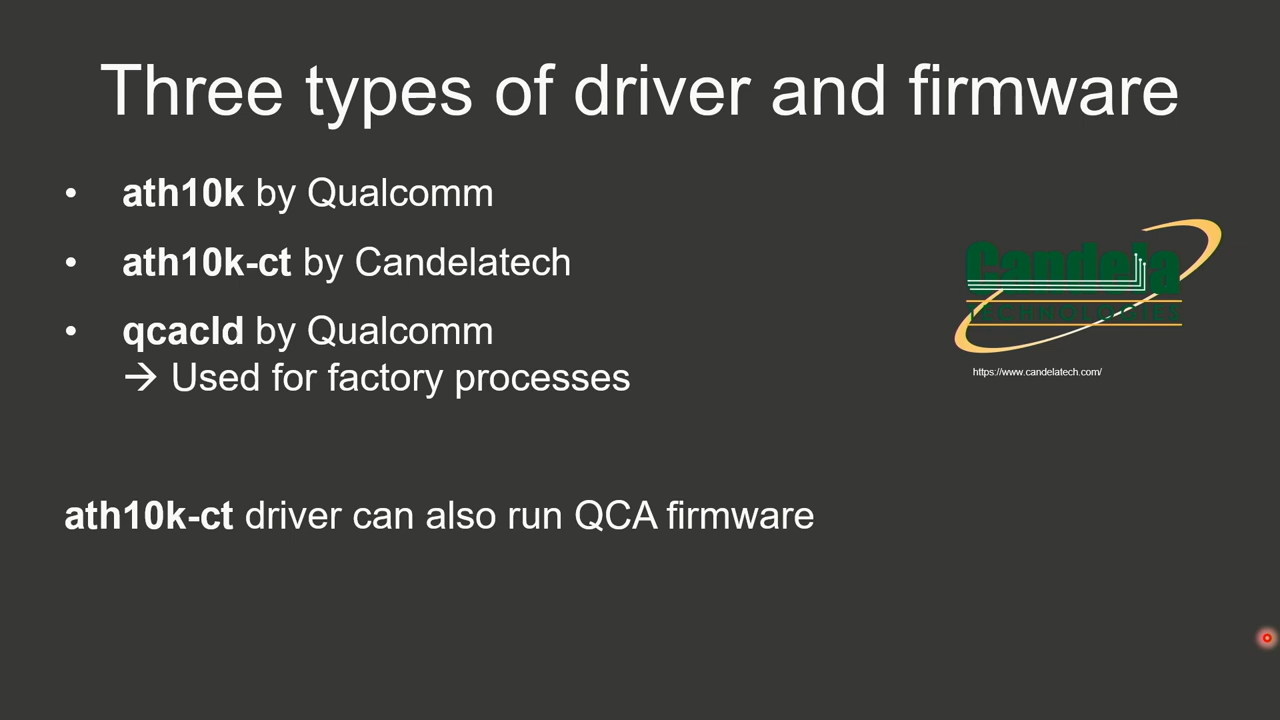 Three types of driver and firmware
• ath10k by Qualcomm
• ath10k-ct by Candelatech
• qcacld by Qualcomm
→ Used for factory processes
Candela
TECHNOLOGIES
https://www.candelatech.com/
ath10k-ct driver can also run QCA firmware